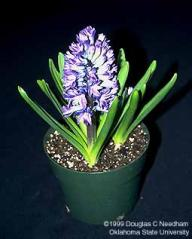 ©1999 Douglas C Needham
Oklahoma State University